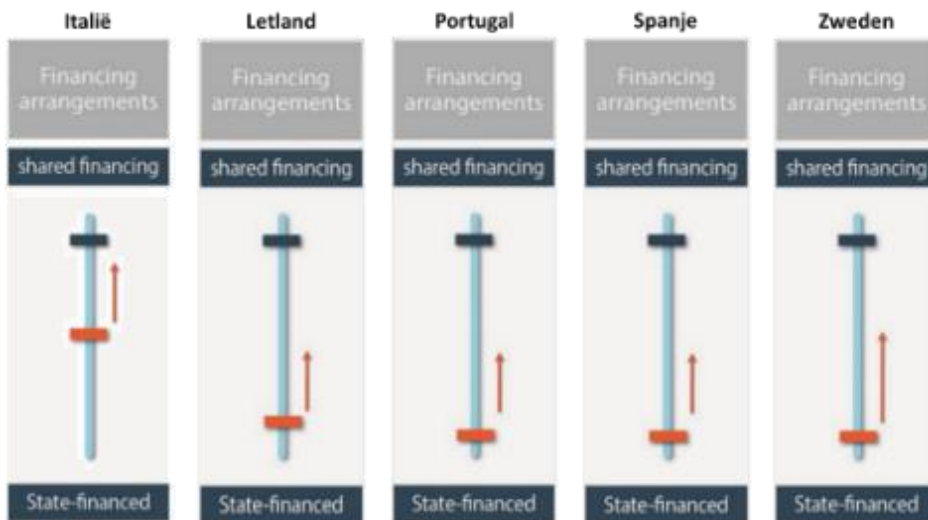 Italië
Financing
arrangements
shared financing
State-financed
Letland
Financing
arrangements
shared financing
State-financed
Portugal
Financing
arrangements
shared financing
State-financed
Spanje
Financing
arrangements
shared financing
State-financed
Zweden
Financing
arrangements
shared financing
State-financed